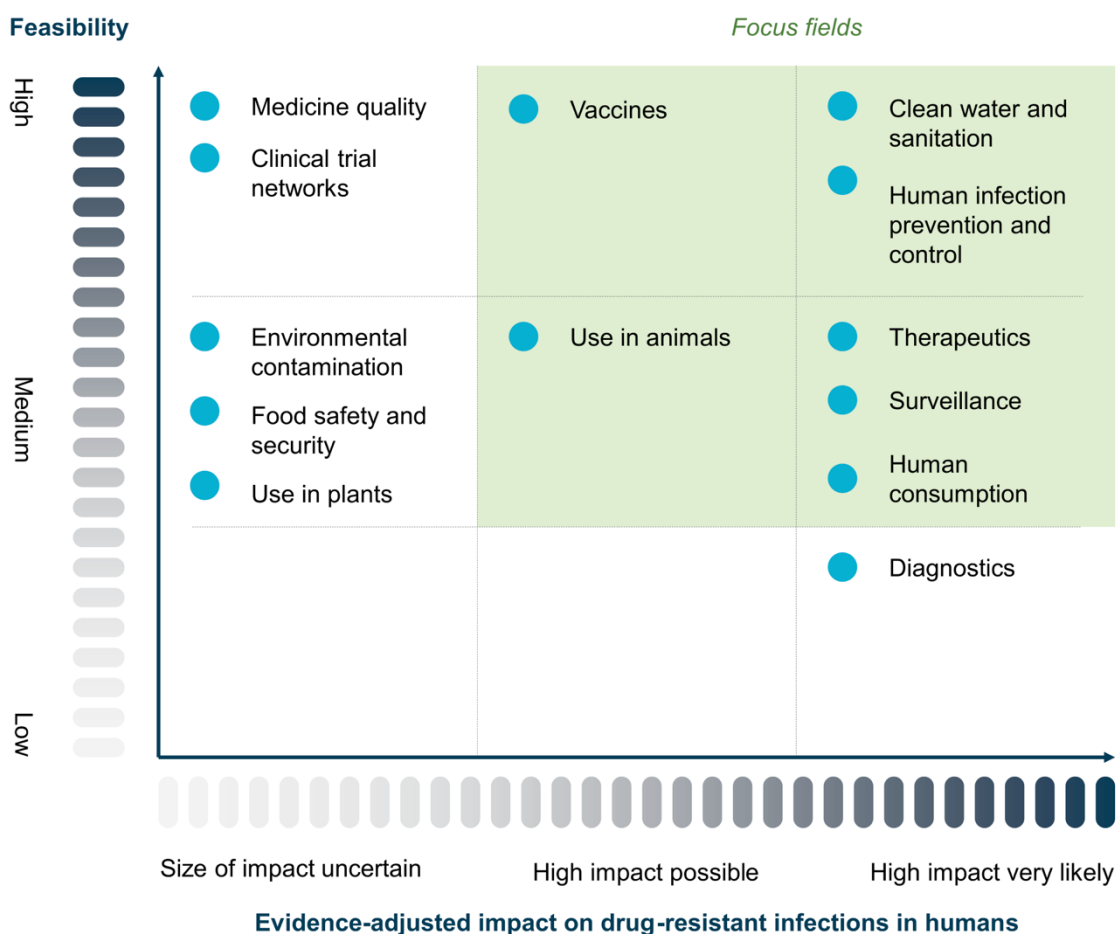 Feasibility
Focus fields
High
Medicine quality
Vaccines
Clean water and
sanitation
Clinical trial
networks
Human infection
prevention and
control
Medium
Environmental
contamination
Use in animals
Therapeutics
Food safety and
security
Surveillance
Use in plants
Human
consumption
Diagnostics
Low
Size of impact uncertain
High impact possible
High impact very likely
Evidence-adjusted impact on drug-resistant infections in humans